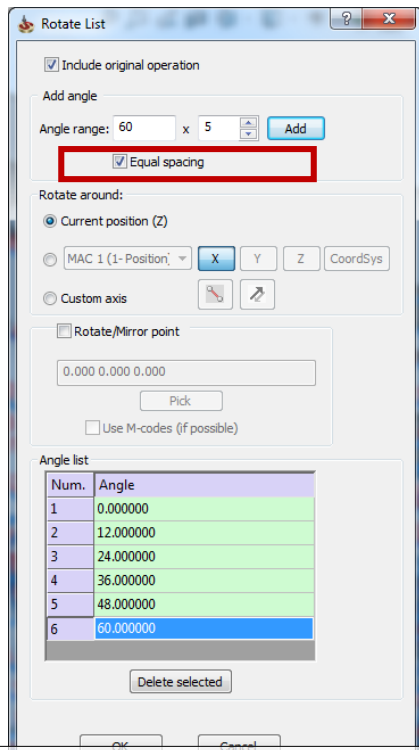 Rotate List ? X
Include original operation
Add angle
Angle range: 60 x 5 Add
Equal spacing
Rotate around:
Current position (Z)
MAC 1 (1- Position) X Y Z CoordSys
Custom axis
Rotate/Mirror point
0.000 0.000 0.000
Pick
Use M-codes (if possible)
Angle list
Num. Angle
1 0.000000
2 12.000000
3 24.000000
4 36.000000
5 48.000000
6 60.000000
Delete selected
OK Cancel